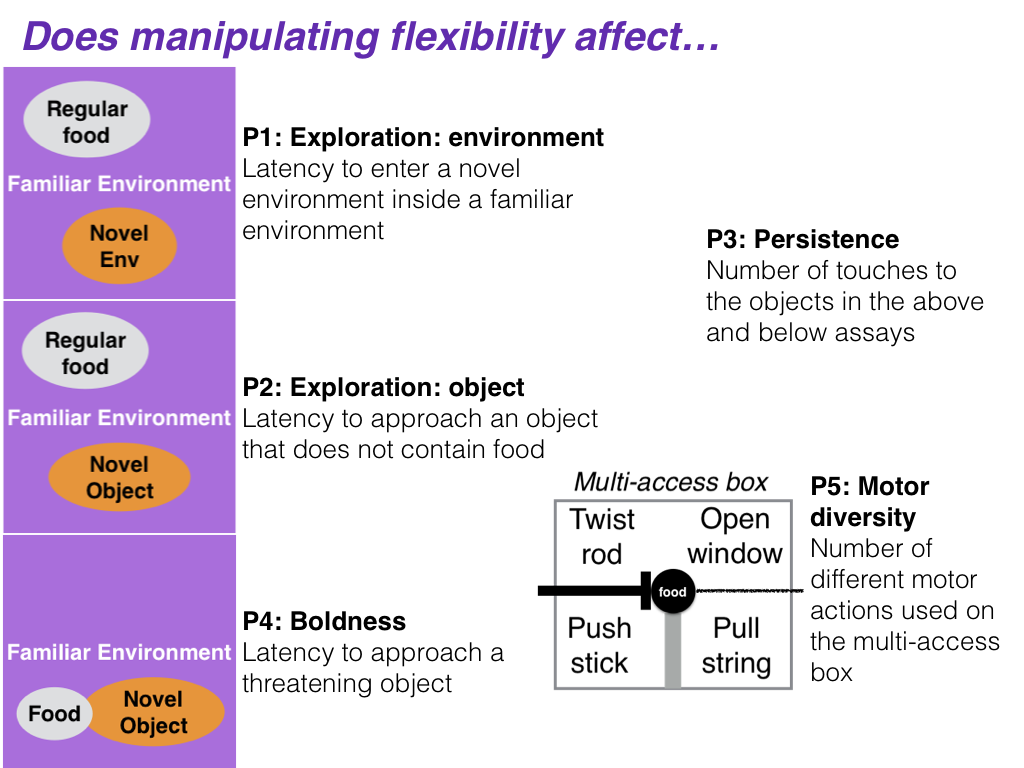 Does manipulating flexibility affect...
Regular
food
Familiar Environment
Novel
Env
P1: Exploration: environment
Latency to enter a novel
environment inside a familiar
environment
P3: Persistence
Number of touches to
the objects in the above
and below assays
Regular
food
Familiar Environment
Novel
Object
P2: Exploration: object
Latency to approach an object
that does not contain food
Familiar Environment
Food
Novel
Object
P4: Boldness
Latency to approach a
threatening object
Multi-access box
Twist
rod
Open
window
food
Push
stick
Pull
string
P5: Motor
diversity
Number of
different motor
actions used on
the multi-access
box